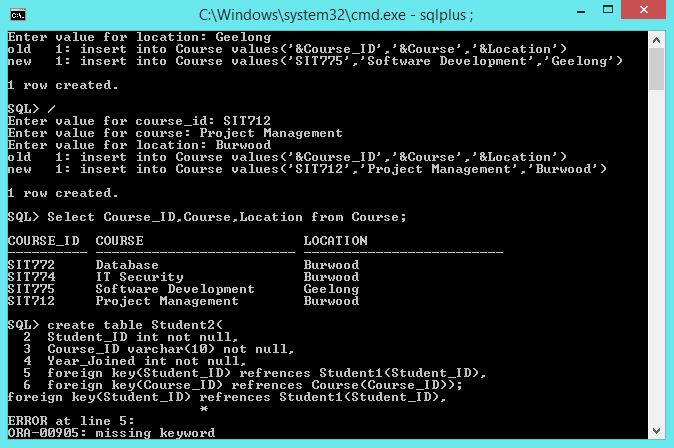 C:\Windows\system32\cmd.exe - sqlplus ;
Enter value for location: Geelong
old   1: insert into Course values('&Course_ID','&Course','&Location')
new   1: insert into Course values('SIT775','Software Development','Geelong')
1 row created.
SQL> /
Enter value for course_id: SIT712
Enter value for course: Project Management
Enter value for location: Burwood
old   1: insert into Course values('&Course_ID','&Course','&Location')
new   1: insert into Course values('SIT712','Project Management','Burwood')
1 row created.
SQL> Select Course_ID,Course,Location from Course;
COURSE_ID  COURSE                    LOCATION
---------- ------------------------- -------------------------
SIT772     Database                  Burwood
SIT774     IT Security               Burwood
SIT775     Software Development      Geelong
SIT712     Project Management        Burwood
SQL> create table Student2(
  2  Student_ID int not null,
  3  Course_ID varchar(10) not null,
  4  Year_Joined int not null,
  5  foreign key(Student_ID) refrences Student1(Student_ID),
  6  foreign key(Course_ID) refrences Course(Course_ID));
foreign key(Student_ID) refrences Student1(Student_ID),
                        *
ERROR at line 5:
ORA-00905: missing keyword